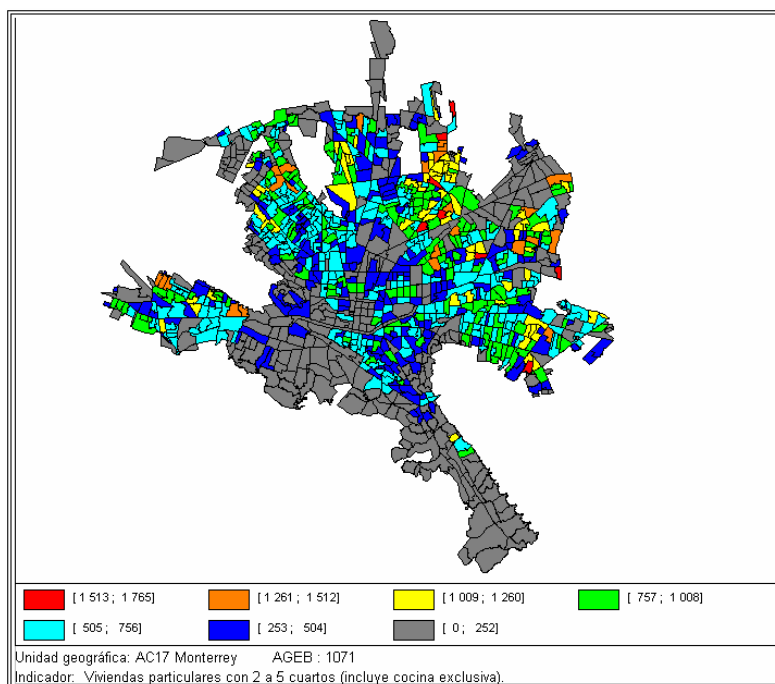 [ 1 513 ; 1 765] [ 1 261 ; 1 512] [ 1 009 ; 1 260] [ 757 ; 1 008]
[ 505 ; 756] [ 253 ; 504] [ 0 ; 252]
Unidad geográfica: AC17 Monterrey AGEB : 1071
Indicador: Viviendas particulares con 2 a 5 cuartos (incluye cocina exclusiva).